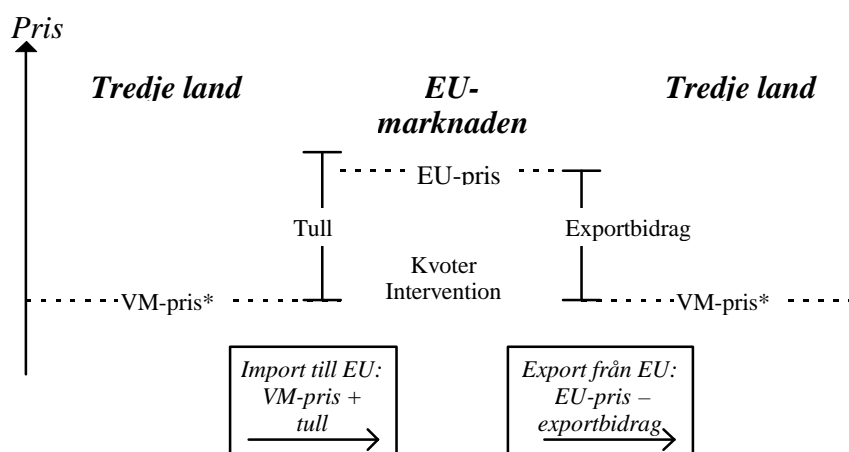 Pris
Tredje land
EU-
marknaden
Tredje land
EU-pris
Tull
Exportbidrag
Kvoter
Intervention
VM-pris*
VM-pris*
Import till EU:
VM-pris +
tull
Export från EU:
EU-pris –
exportbidrag